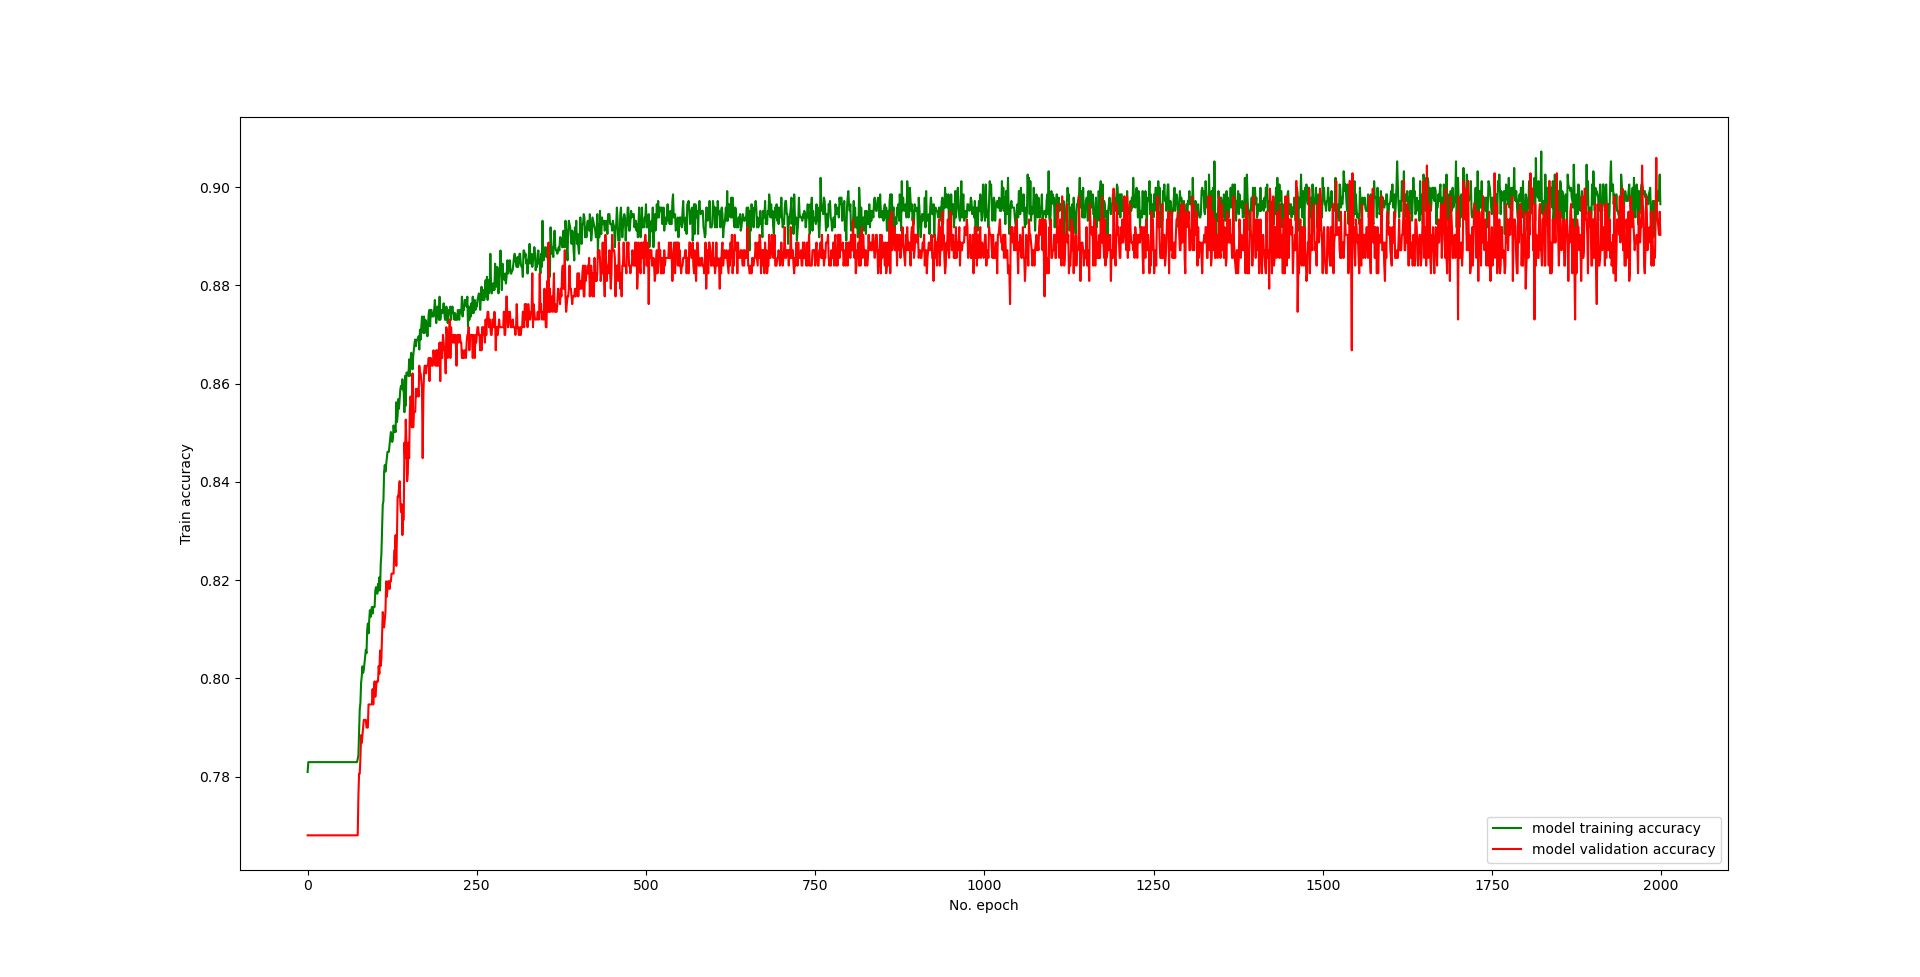 0.90
0.88
0.86
0.84
0.82
0.80
0.78
Train accuracy
0 250 500 750 1000 1250 1500 1750 2000
No. epoch
model training accuracy
model validation accuracy